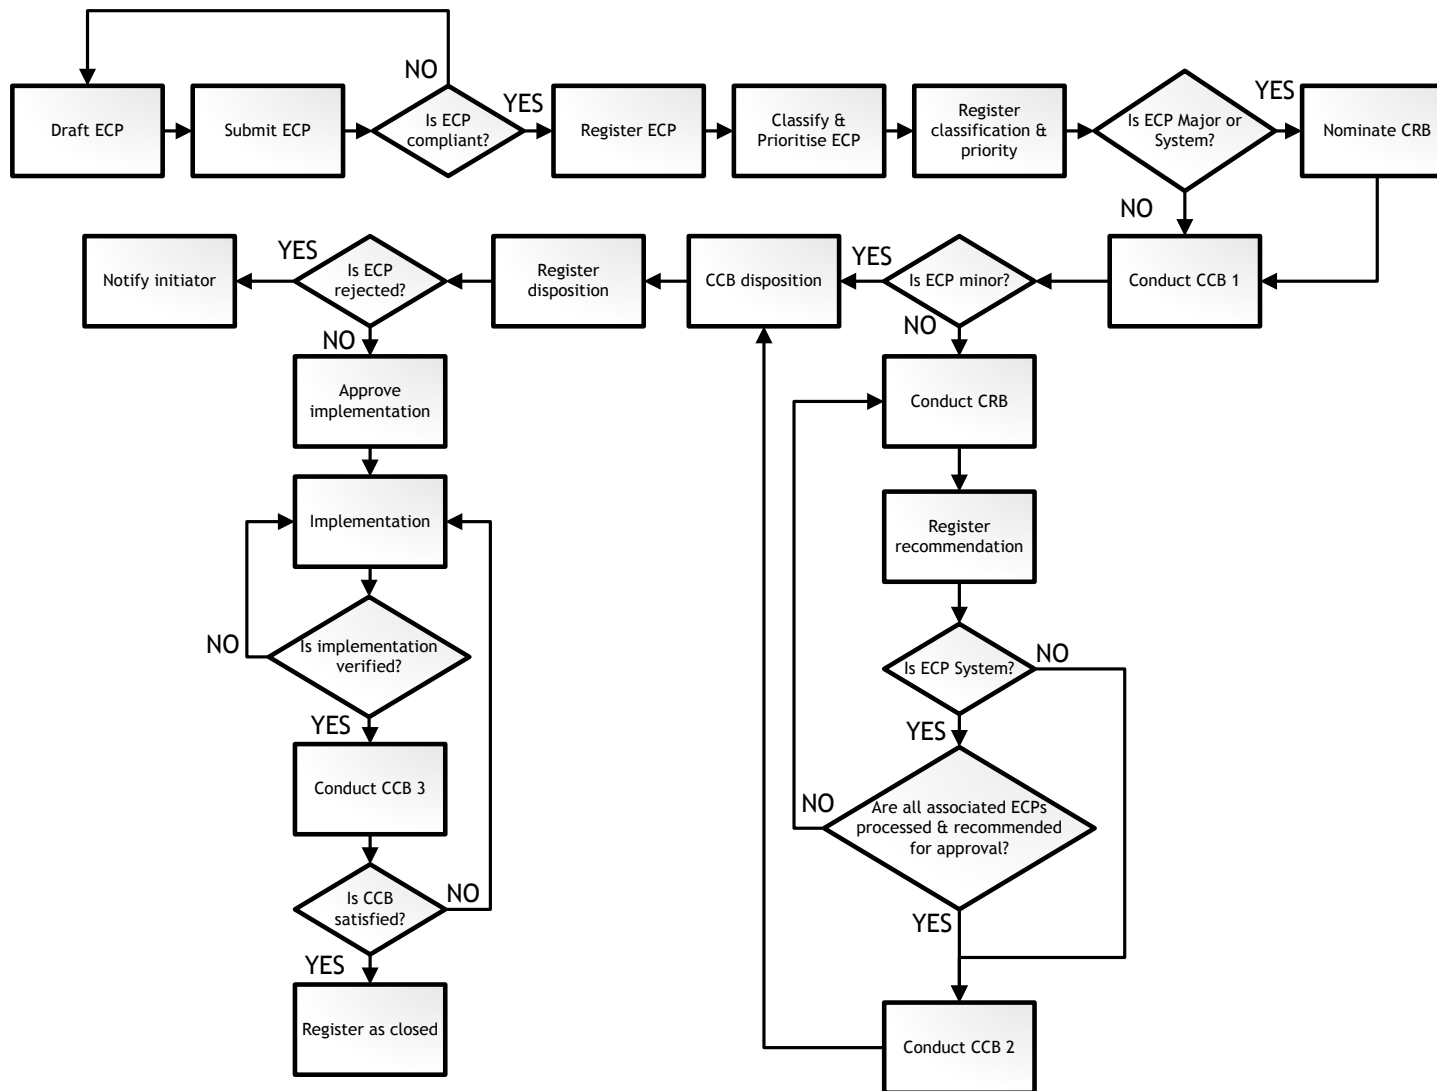 NO
Draft ECP
Submit ECP
Is ECP
compliant?
YES
Register ECP
Classify &
Prioritise ECP
Register
classification &
priority
Is ECP Major or
System?
YES
Nominate CRB
NO
Notify initiator
YES
Is ECP
rejected?
Register
disposition
CCB disposition
YES
Is ECP minor?
Conduct CCB 1
NO
NO
Approve
implementation
Conduct CRB
Implementation
Register
recommendation
NO
Is implementation
verified?
Is ECP System?
NO
YES
YES
Conduct CCB 3
NO
Are all associated ECPs
processed & recommended
for approval?
Is CCB
satisfied?
NO
YES
YES
Register as closed
Conduct CCB 2